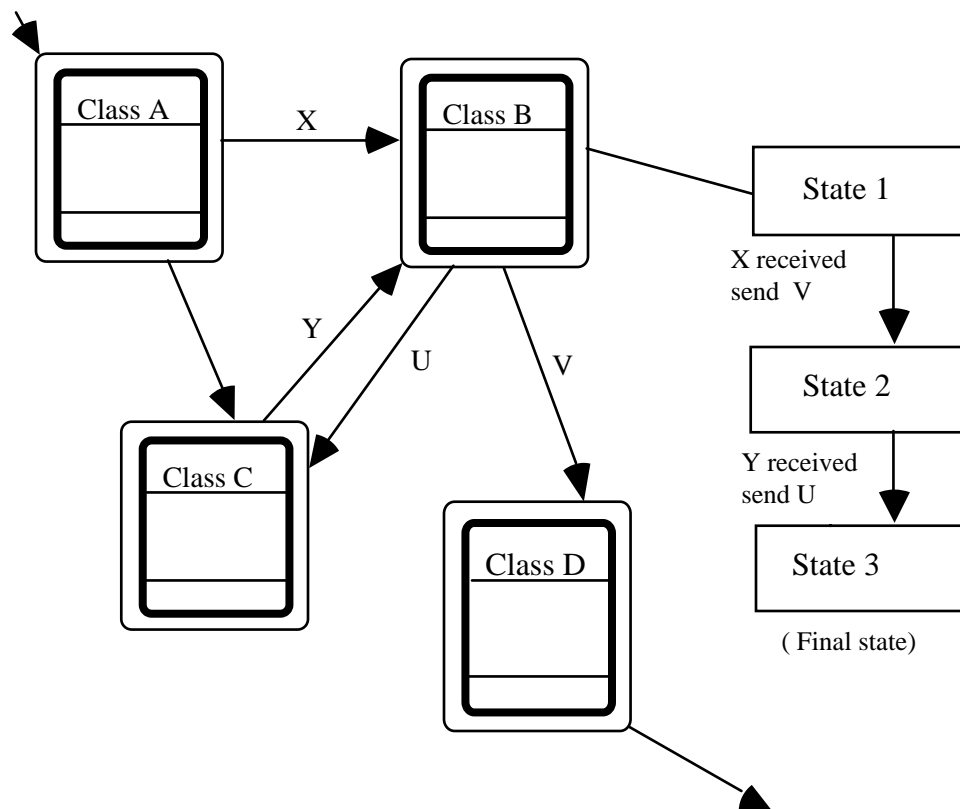 Class A
X
Class B
State 1
X received
send V
Y
U
V
State 2
Class C
Y received
send U
Class D
State 3
( Final state)